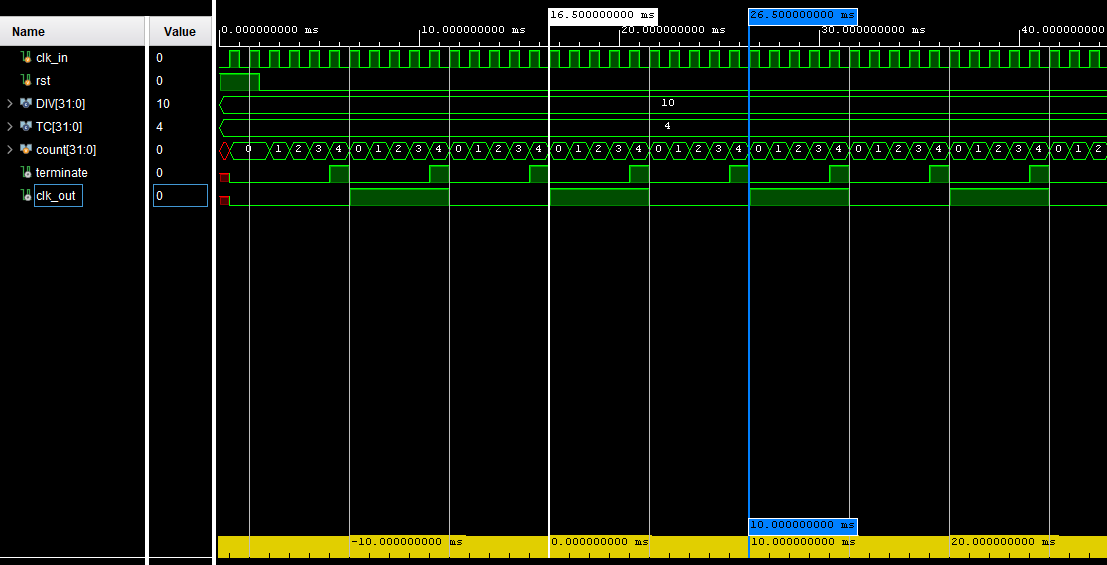 Name Value
16.500000000 ms 26.500000000 ms
0.000000000 ms 10.000000000 ms 20.000000000 ms 30.000000000 ms 40.000000000
clk_in 0
rst 0
DIV[31:0] 10 10
TC[31:0] 4 4
count[31:0] 0 0 1 2 3 4 0 1 2 3 4 0 1 2 3 4 0 1 2 3 4 0 1 2 3 4 0 1 2 3 4 0 1 2 3 4 0 1 2 3 4 0 1 2
terminate 0
clk_out 0
10.000000000 ms
-10.000000000 ms 0.000000000 ms 10.000000000 ms 20.000000000 ms